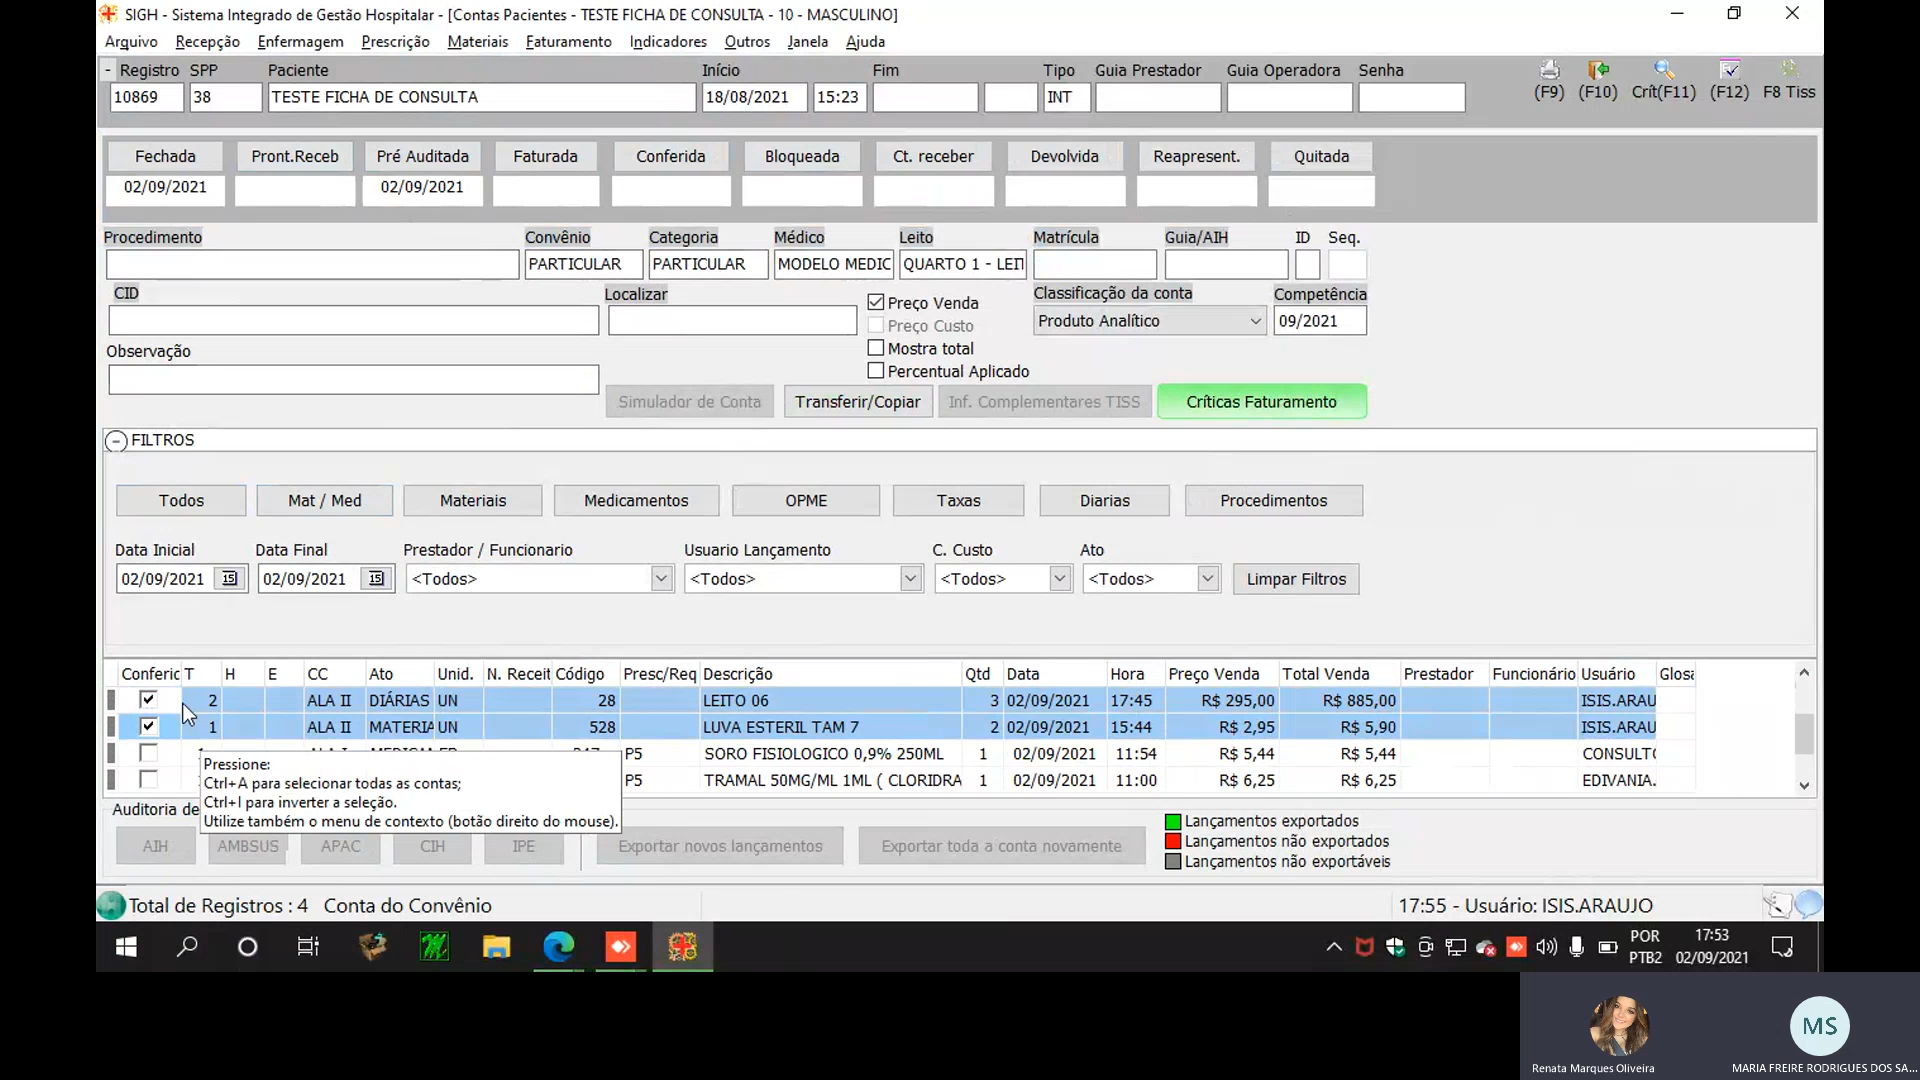 SIGH - Sistema Integrado de Gestão Hospitalar - [Contas Pacientes - TESTE FICHA DE CONSULTA - 10 - MASCULINO]
Arquivo Recepção Enfermagem Prescrição Materiais Faturamento Indicadores Outros Janela Ajuda
- Registro SPP Paciente Início Fim Tipo Guia Prestador Guia Operadora Senha
10869 38 TESTE FICHA DE CONSULTA 18/08/2021 15:23 INT
(F9) (F10) Crít(F11) (F12) F8 Tiss
Fechada Pront.Receb Pré Auditada Faturada Conferida Bloqueada Ct. receber Devolvida Reapresent. Quitada
02/09/2021 02/09/2021
Procedimento Convênio Categoria Médico Leito Matrícula Guia/AIH ID Seq.
PARTICULAR PARTICULAR MODELO MEDIC QUARTO 1 - LEIT
CID Localizar Preço Venda Classificação da conta Competência
Preço Custo Produto Analítico 09/2021
Observação Mostra total
Percentual Aplicado
Simulador de Conta Transferir/Copiar Inf. Complementares TISS Críticas Faturamento
- FILTROS
Todos Mat / Med Materiais Medicamentos OPME Taxas Diarias Procedimentos
Data Inicial Data Final Prestador / Funcionario Usuario Lançamento C. Custo Ato
02/09/2021 15 02/09/2021 15 <Todos> <Todos> <Todos> <Todos> Limpar Filtros
Conferid T H E CC Ato Unid. N. Receit Código Presc/Req Descrição Qtd Data Hora Preço Venda Total Venda Prestador Funcionário Usuário Glosa
2 ALA II DIÁRIAS UN 28 LEITO 06 3 02/09/2021 17:45 R$ 295,00 R$ 885,00 ISIS.ARAU
1 ALA II MATERIA UN 528 LUVA ESTERIL TAM 7 2 02/09/2021 15:44 R$ 2,95 R$ 5,90 ISIS.ARAU
P5 SORO FISIOLOGICO 0,9% 250ML 1 02/09/2021 11:54 R$ 5,44 R$ 5,44 CONSULTO
P5 TRAMAL 50MG/ML 1ML ( CLORIDRA 1 02/09/2021 11:00 R$ 6,25 R$ 6,25 EDIVANIA.
Pressione:
Ctrl+A para selecionar todas as contas;
Ctrl+I para inverter a seleção.
Utilize também o menu de contexto (botão direito do mouse).
Auditoria de
AIH AMBSUS APAC CIH IPE Exportar novos lançamentos Exportar toda a conta novamente
Lançamentos exportados
Lançamentos não exportados
Lançamentos não exportáveis
Total de Registros : 4 Conta do Convênio 17:55 - Usuário: ISIS.ARAUJO
POR
PTB2
17:53
02/09/2021
MS
Renata Marques Oliveira
MARIA FREIRE RODRIGUES DOS SA...